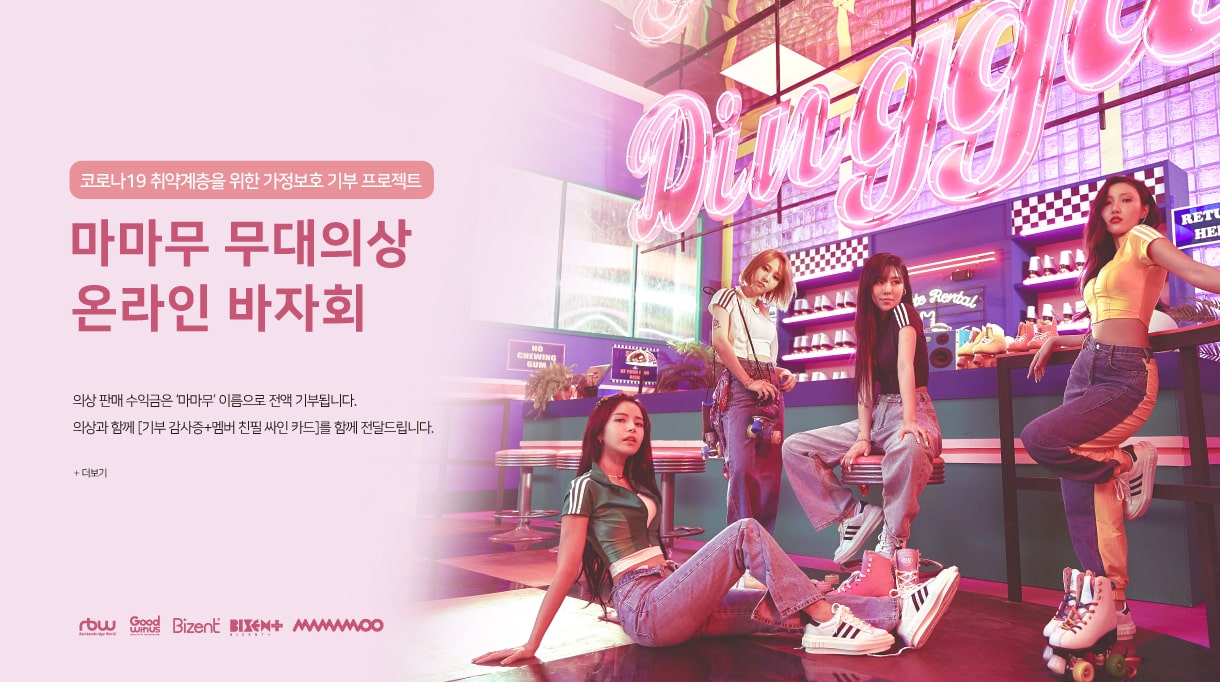 코로나19 취약계층을 위한 가정보호 기부 프로젝트
마마무 무대의상
온라인 바자회
의상 판매 수익금은 '마마무' 이름으로 전액 기부됩니다.
의상과 함께 [기부 감사증+멤버 친필 싸인 카드]를 함께 전달드립니다.
+ 더보기
rbw
Good
winus
Bizent
BIZENT+
BIZENT+
MAMAMOO
Dingga
RETU
HE
Rental
NO
CHEWING
GUM